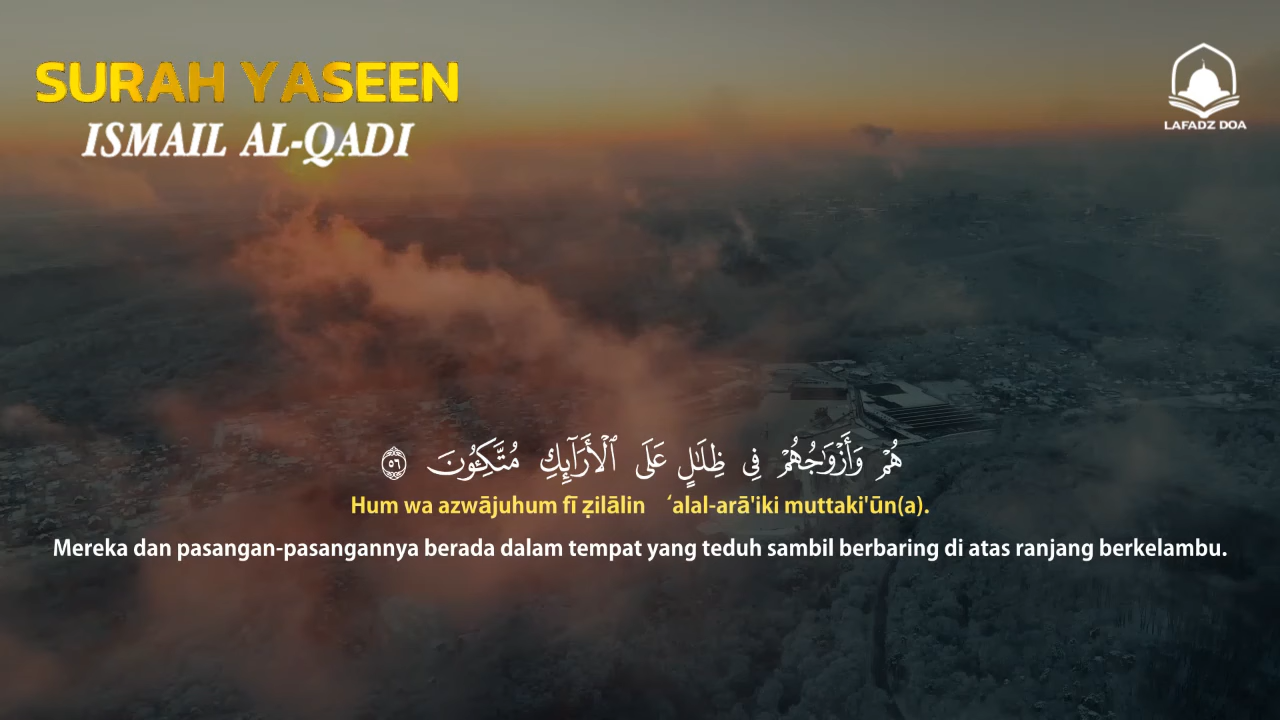 SURAH YASEEN
ISMAIL AL-QADI
LAFADZ DOA
هُمْ وَأَزْوَٰجُهُمْ فِى ظِلَـٰلٍ عَلَى ٱلْأَرَآئِكِ مُتَّكِـُٔونَ ٥٦
Hum wa azwājuhum fī ẓilālin ‘alal-arā'iki muttaki'ūn(a).
Mereka dan pasangan-pasangannya berada dalam tempat yang teduh sambil berbaring di atas ranjang berkelambu.